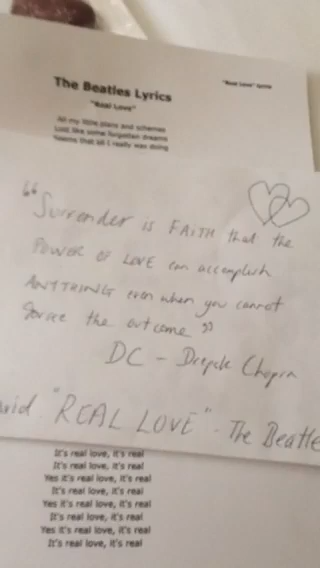 The Beatles Lyrics
"Real Love" lyrics
"Real Love"
All my little plans and schemes
Lost like some forgotten dreams
Seems that all I really was doing
"Surrender is FAITH that the
POWER OF LOVE can accomplish
ANYTHING even when you cannot
the outcome"
DC - Deepak Chopra
"REAL LOVE" - The Beatle
It's real love, it's real
It's real love, it's real
Yes it's real love, it's real
It's real love, it's real
Yes it's real love, it's real
It's real love, it's real
Yes it's real love, it's real
It's real love, it's real